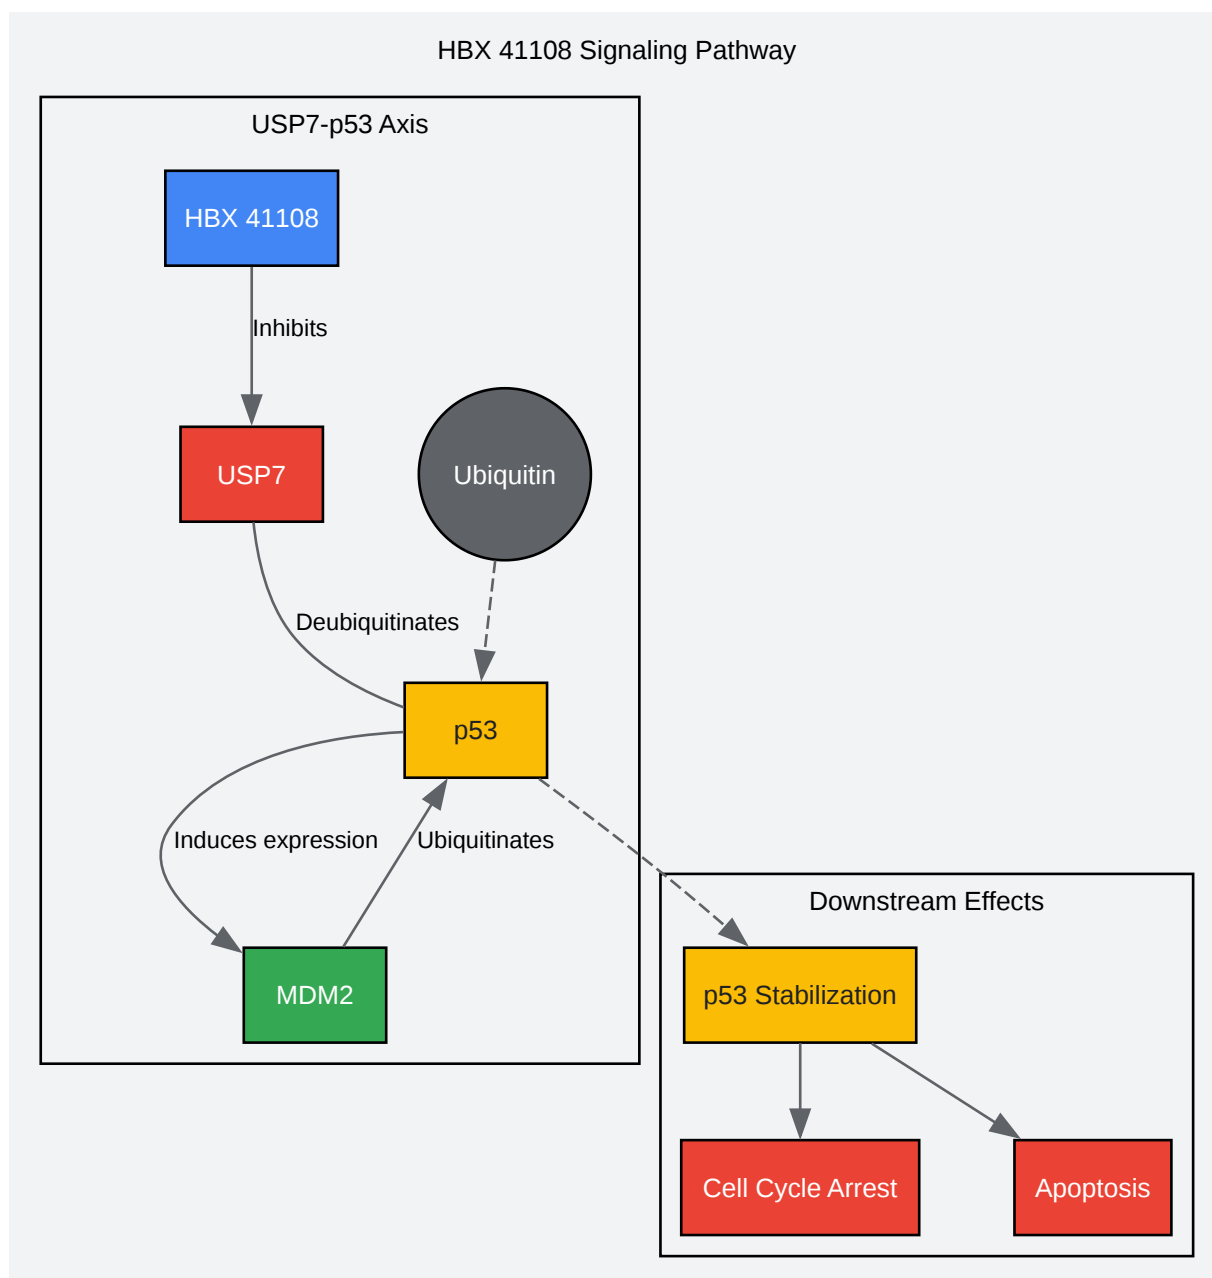 HBX 41108 Signaling Pathway
USP7-p53 Axis
HBX 41108
Inhibits
USP7
Ubiquitin
Deubiquitinates
p53
Induces expression
Ubiquitinates
MDM2
Downstream Effects
p53 Stabilization
Cell Cycle Arrest
Apoptosis